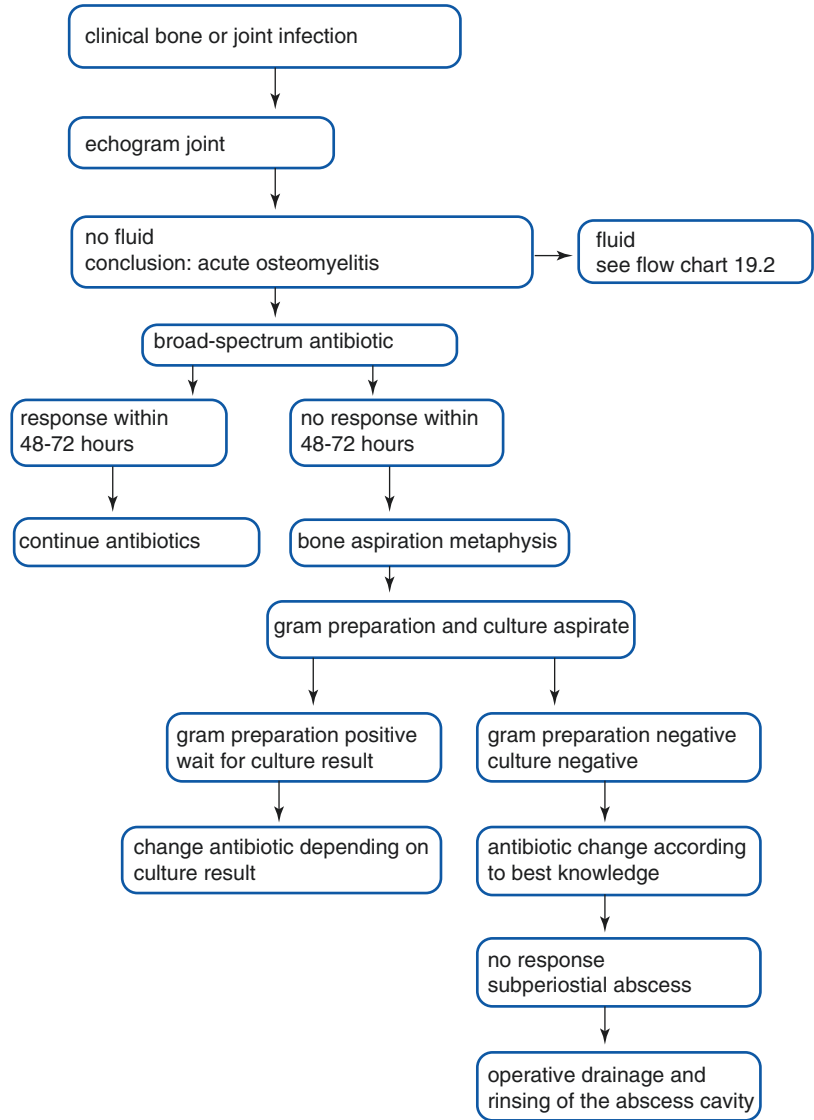 clinical bone or joint infection
echogram joint
no fluid
conclusion: acute osteomyelitis
fluid
see flow chart 19.2
broad-spectrum antibiotic
response within
48-72 hours
no response within
48-72 hours
continue antibiotics
bone aspiration metaphysis
gram preparation and culture aspirate
gram preparation positive
wait for culture result
gram preparation negative
culture negative
change antibiotic depending on
culture result
antibiotic change according
to best knowledge
no response
subperiostial abscess
operative drainage and
rinsing of the abscess cavity